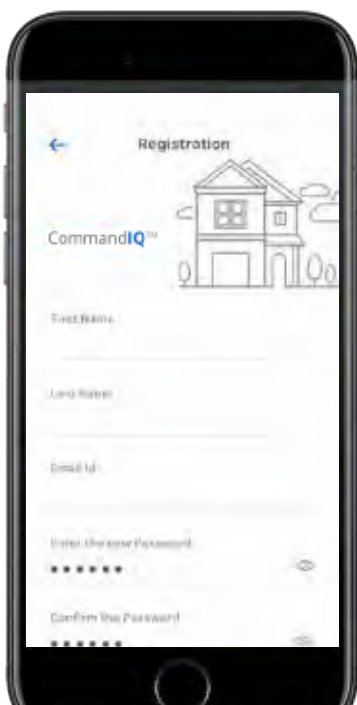 Registration
CommandIQ™
First Name
Last Name
Email Id
Enter the new Password
Confirm the Password